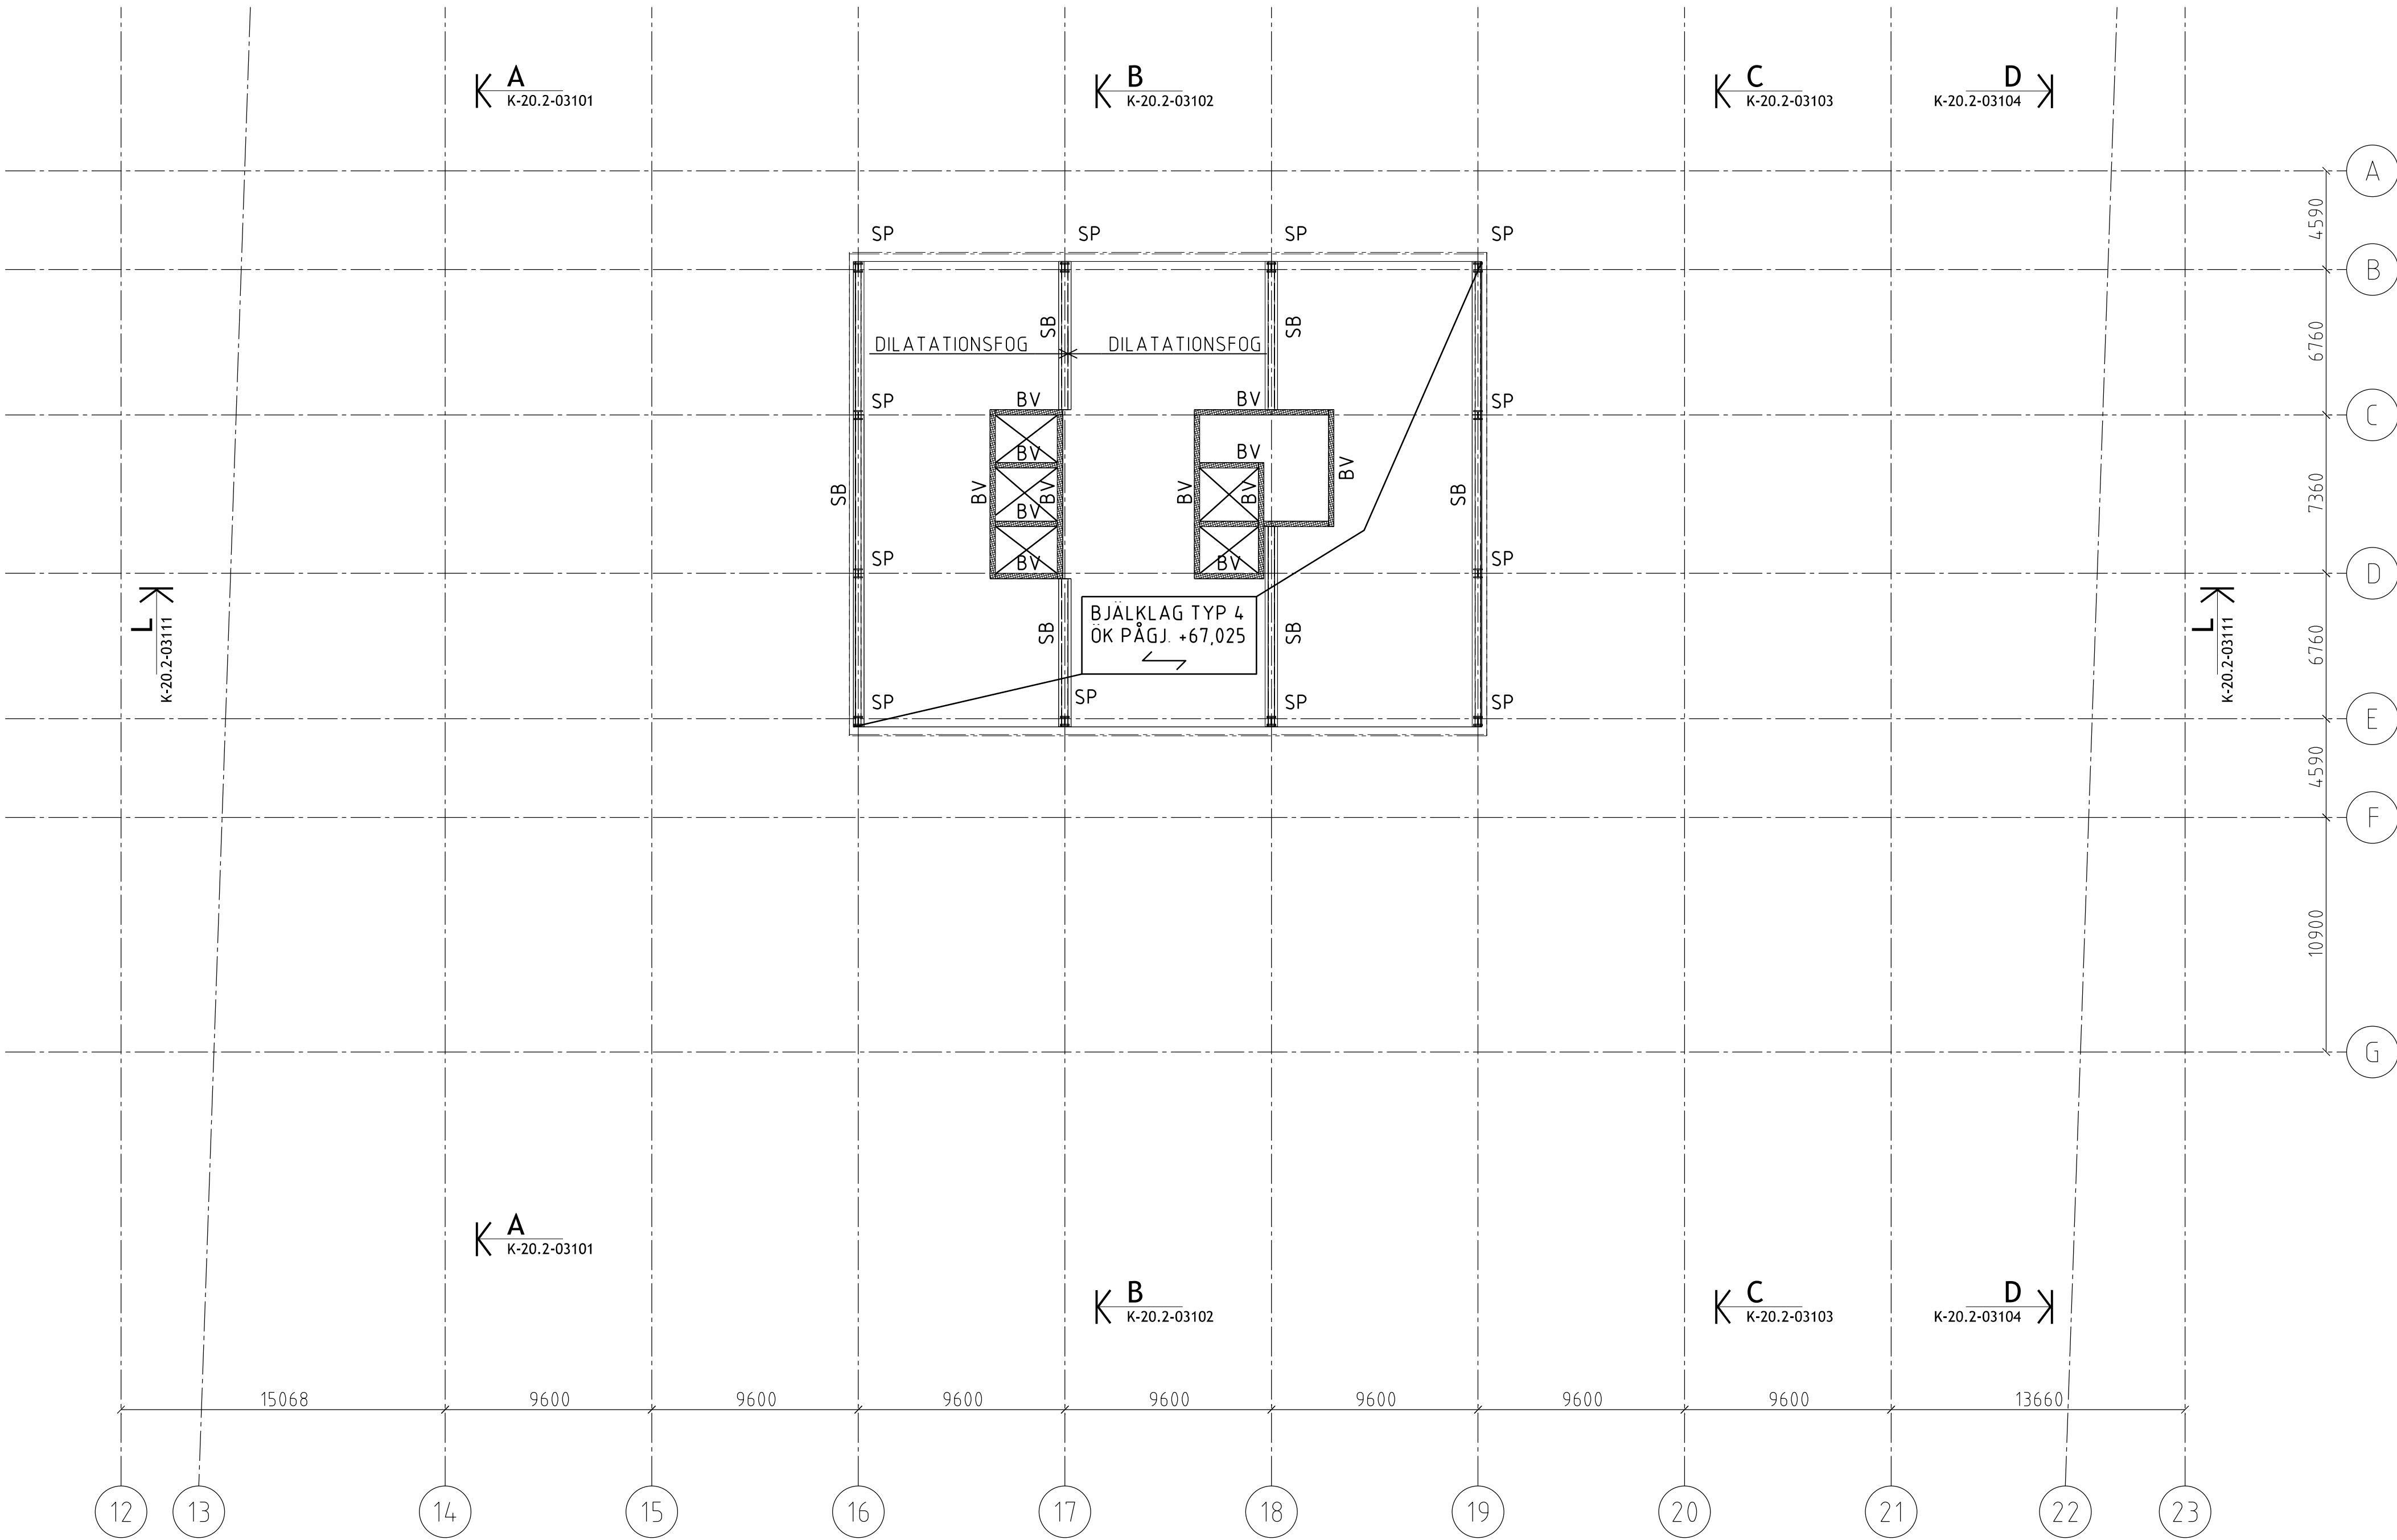 A
K-20.2-03101
B
K-20.2-03102
C
K-20.2-03103
D
K-20.2-03104
A
4590
SP
SP
SP
SP
B
SB
SB
6760
DILATATIONSFOG
DILATATIONSFOG
SP
BV
BV
SP
C
BV
BV
SB
BV
BV
BV
BV
BV
SB
7360
BV
SP
BV
BV
SP
D
L
K-20.2-03111
BJÄLKLAG TYP 4
ÖK PÅGJ. +67,025
SB
SB
6760
L
K-20.2-03111
SP
SP
SP
SP
E
4590
F
10900
G
A
K-20.2-03101
B
K-20.2-03102
C
K-20.2-03103
D
K-20.2-03104
15068
9600
9600
9600
9600
9600
9600
9600
13660
12
13
14
15
16
17
18
19
20
21
22
23